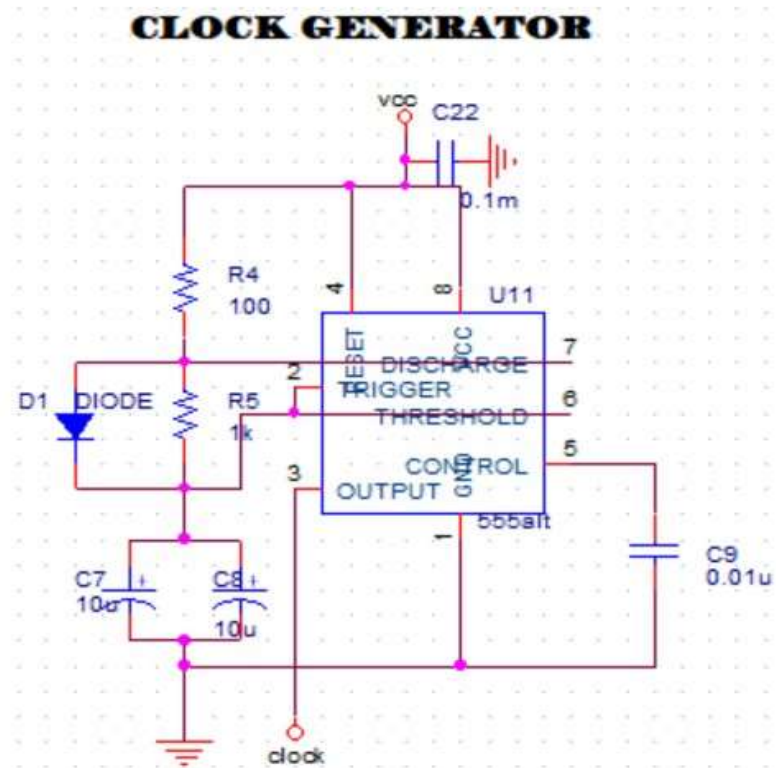 CLOCK GENERATOR
vcc
C22
0.1m
R4
100
4
8
U11
RESET
VCC
DISCHARGE
7
2
TRIGGER
D1
DIODE
R5
1k
THRESHOLD
6
3
OUTPUT
CONTROL
5
GND
1
555alt
C7
10u
C8
10u
C9
0.01u
clock